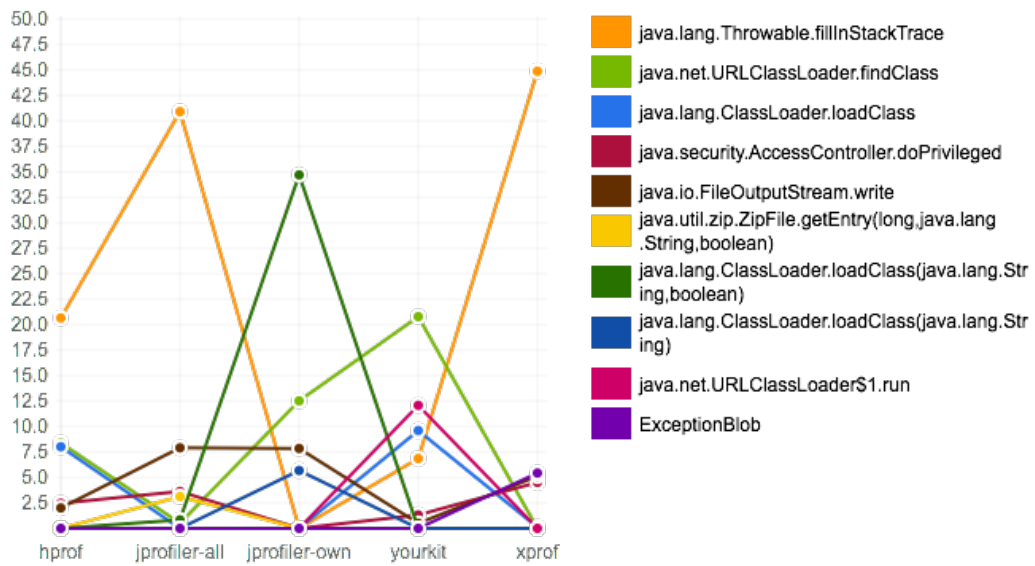 50.0
47.5
45.0
42.5
40.0
37.5
35.0
32.5
30.0
27.5
25.0
22.5
20.0
17.5
15.0
12.5
10.0
7.5
5.0
2.5
hprof
jprofiler-all
jprofiler-own
yourkit
xprof
java.lang.Throwable.fillInStackTrace
java.net.URLClassLoader.findClass
java.lang.ClassLoader.loadClass
java.security.AccessController.doPrivileged
java.io.FileOutputStream.write
java.util.zip.ZipFile.getEntry(long,java.lang
.String,boolean)
java.lang.ClassLoader.loadClass(java.lang.Str
ing,boolean)
java.lang.ClassLoader.loadClass(java.lang.Str
ing)
java.net.URLClassLoader$1.run
ExceptionBlob